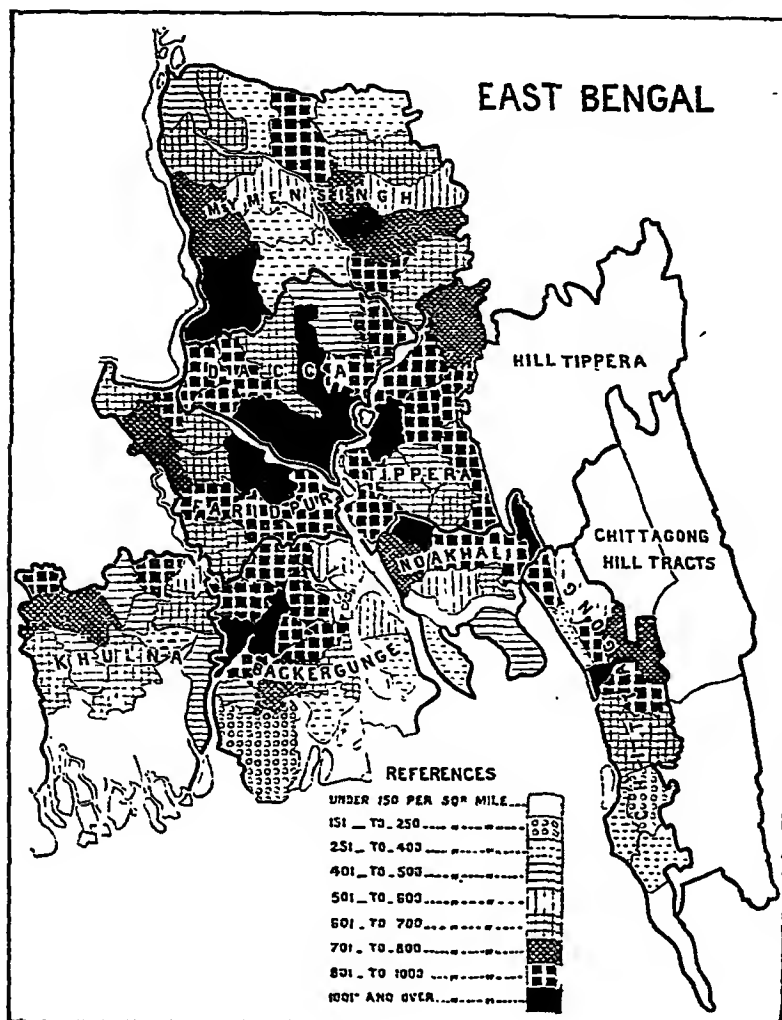 EAST BENGAL
MEYMENSINGH
HILL TIPPERA
DACCA
TIPPERA
FARIDPUR
CHITTAGONG
HILL TRACTS
NOAKHALI
KHULNA
BACKERGUNGE
CHITTAGONG
REFERENCES
UNDER 150 PER SQR MILE
151 TO 250 " "
251 TO 400 " "
401 TO 500 " "
501 TO 600 " "
601 TO 700 " "
701 TO 800 " "
801 TO 1000 " "
1001 AND OVER " "